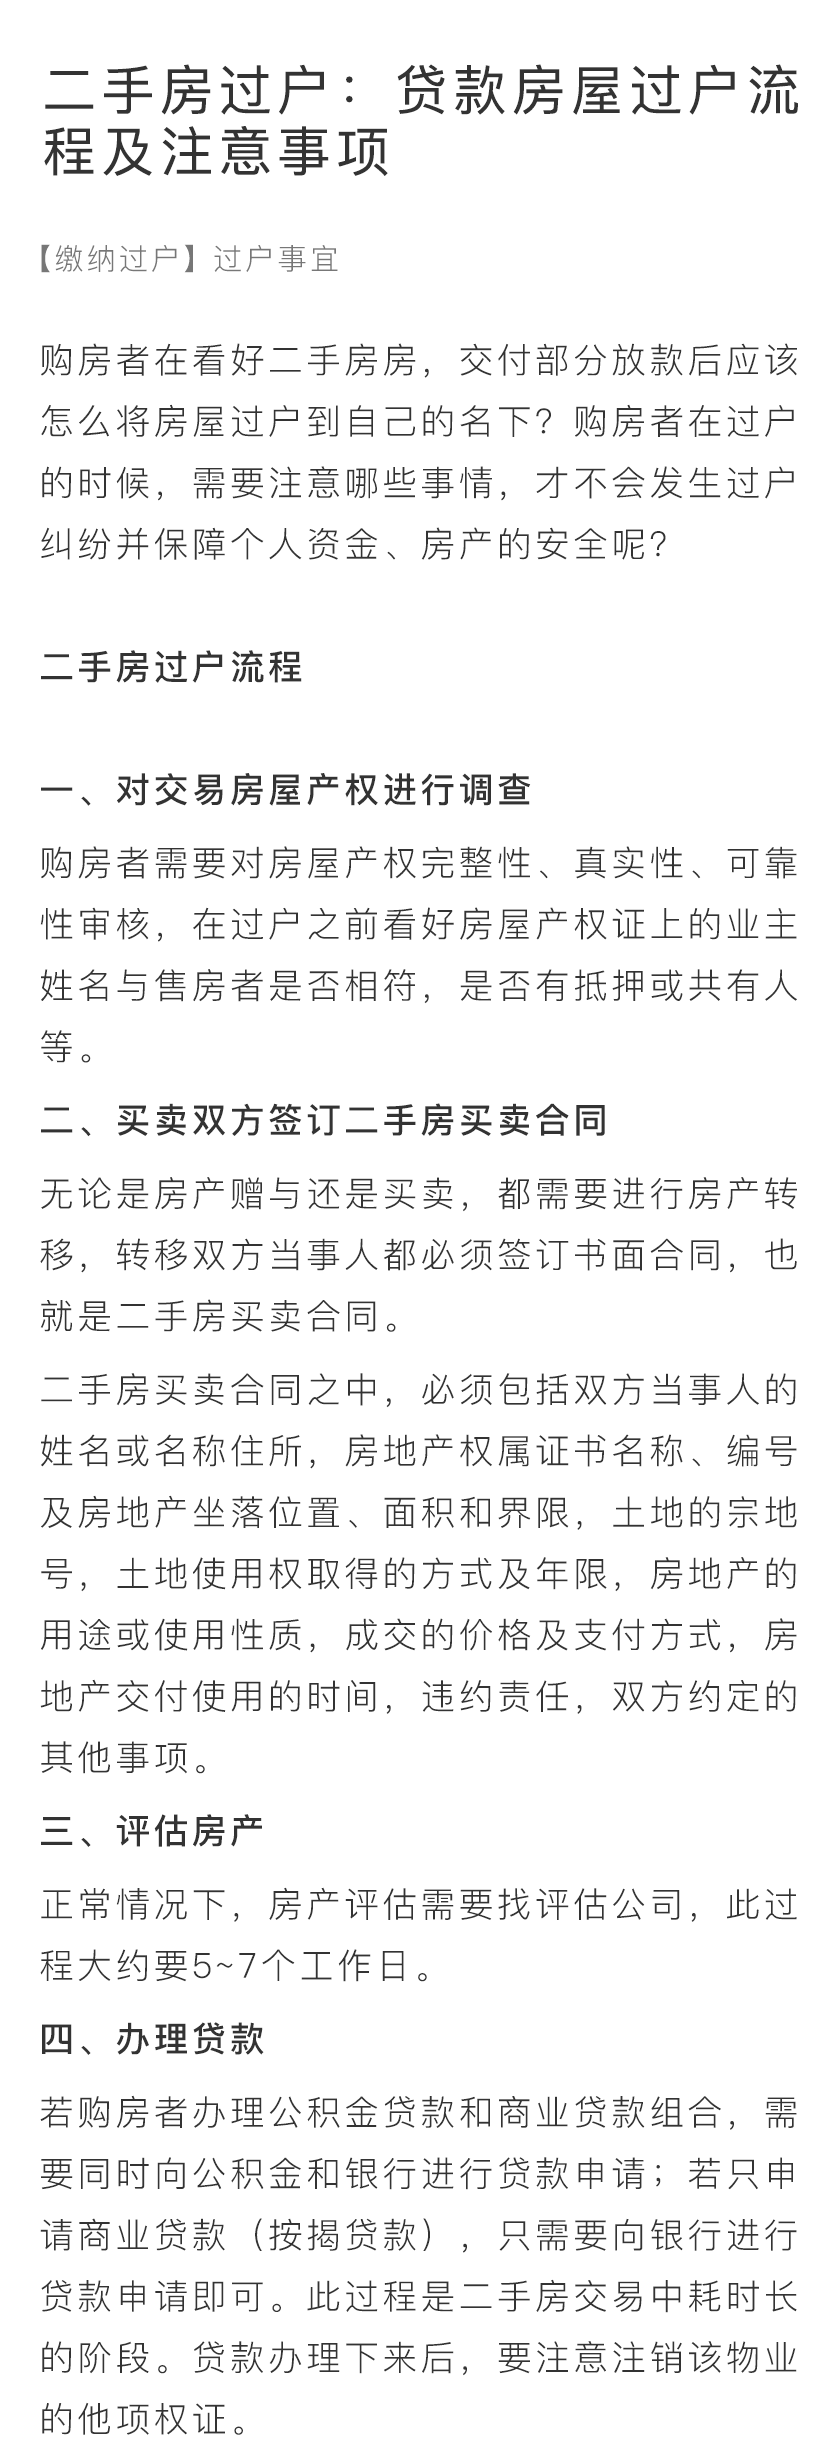 二手房过户：贷款房屋过户流
程及注意事项
【缴纳过户】过户事宜
购房者在看好二手房房，交付部分放款后应该
怎么将房屋过户到自己的名下？购房者在过户
的时候，需要注意哪些事情，才不会发生过户
纠纷并保障个人资金、房产的安全呢？
二手房过户流程
一、对交易房屋产权进行调查
购房者需要对房屋产权完整性、真实性、可靠
性审核，在过户之前看好房屋产权证上的业主
姓名与售房者是否相符，是否有抵押或共有人
等。
二、买卖双方签订二手房买卖合同
无论是房产赠与还是买卖，都需要进行房产转
移，转移双方当事人都必须签订书面合同，也
就是二手房买卖合同。
二手房买卖合同之中，必须包括双方当事人的
姓名或名称住所，房地产权属证书名称、编号
及房地产坐落位置、面积和界限，土地的宗地
号，土地使用权取得的方式及年限，房地产的
用途或使用性质，成交的价格及支付方式，房
地产交付使用的时间，违约责任，双方约定的
其他事项。
三、评估房产
正常情况下，房产评估需要找评估公司，此过
程大约要5~7个工作日。
四、办理贷款
若购房者办理公积金贷款和商业贷款组合，需
要同时向公积金和银行进行贷款申请；若只申
请商业贷款（按揭贷款），只需要向银行进行
贷款申请即可。此过程是二手房交易中耗时长
的阶段。贷款办理下来后，要注意注销该物业
的他项权证。